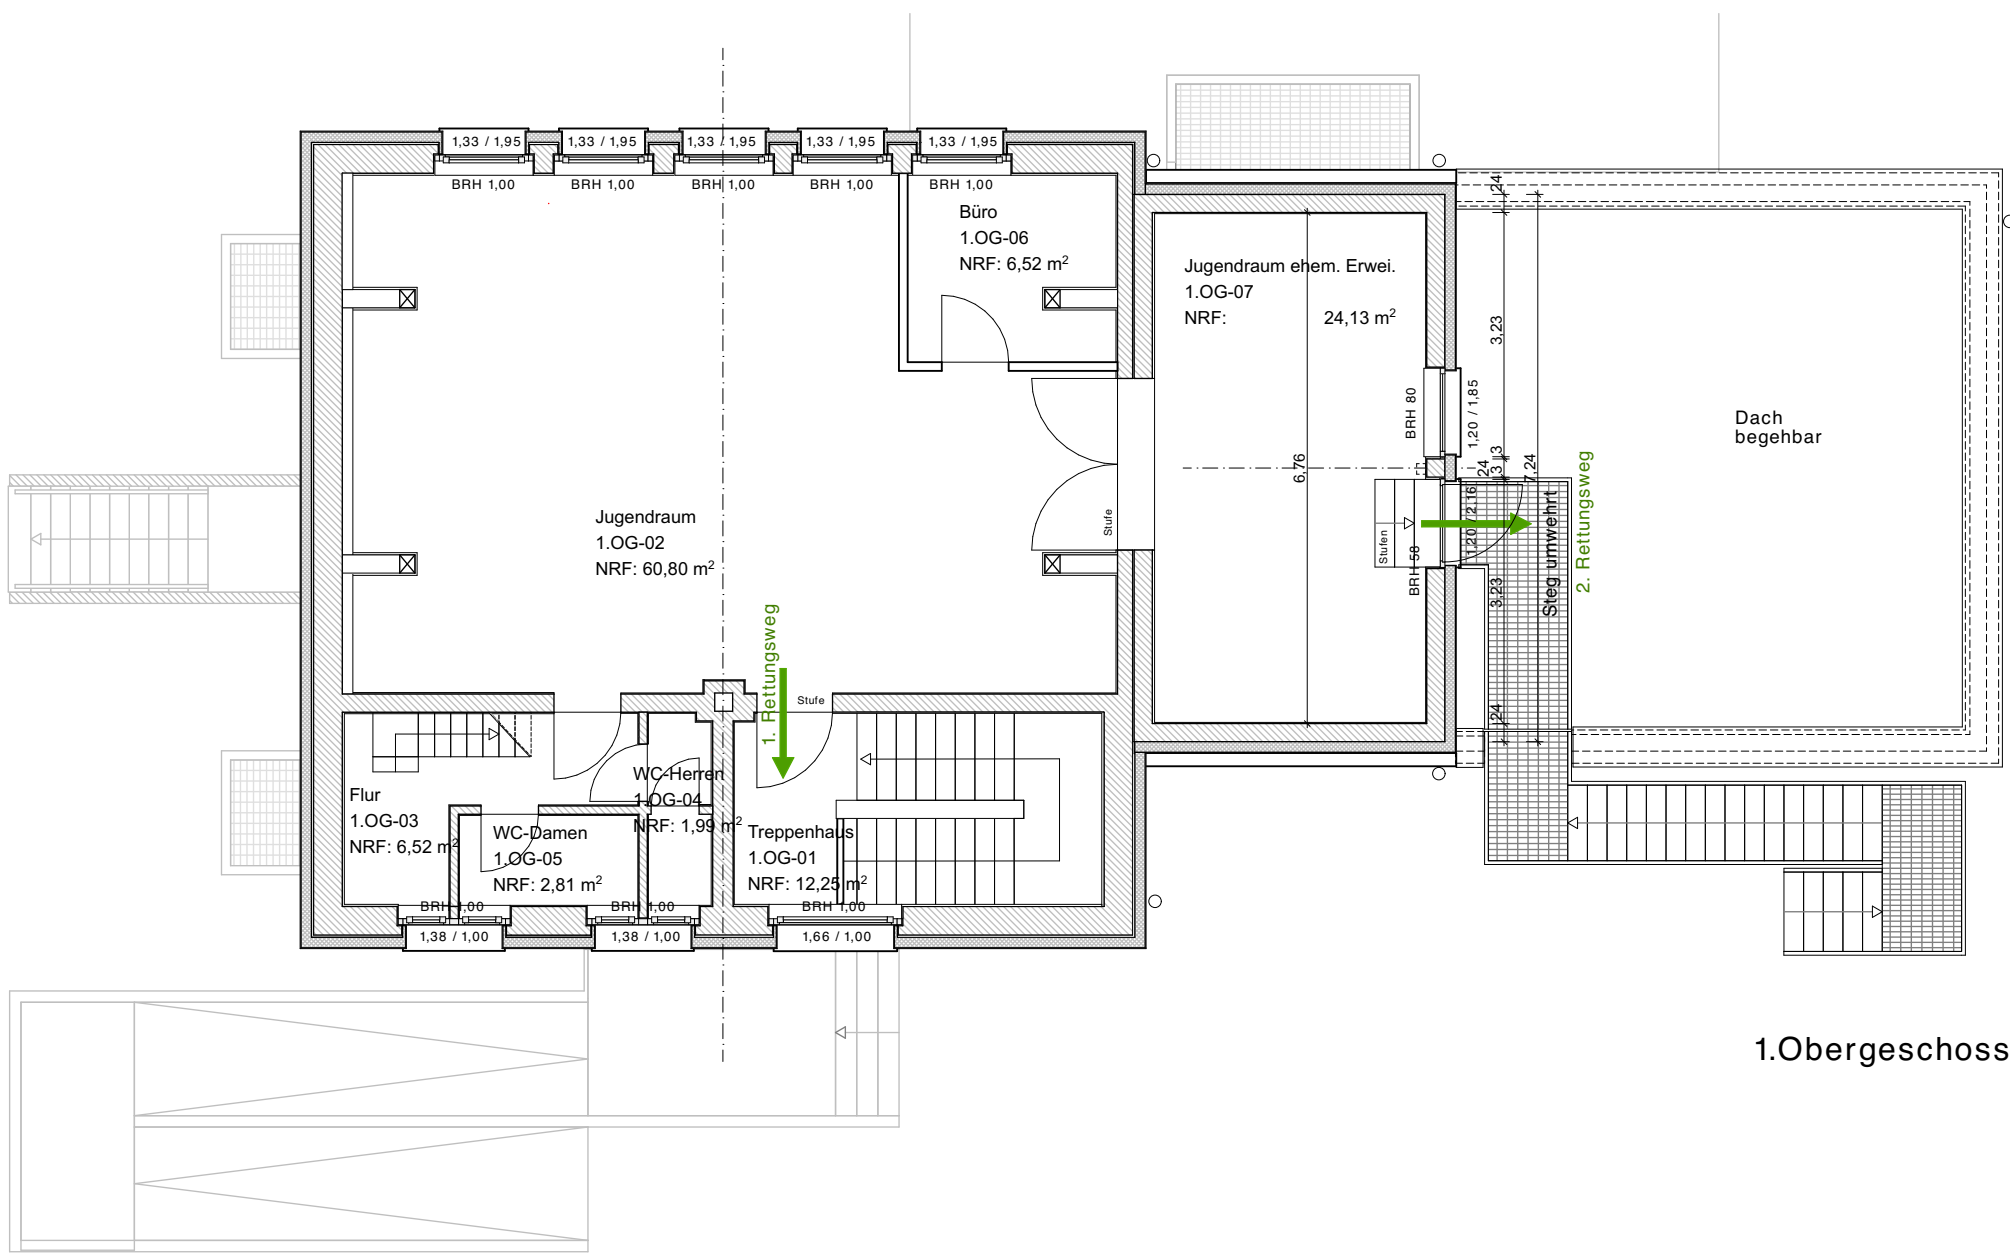 1,33 / 1,95
1,33 / 1,95
1,33 / 1,95
1,33 / 1,95
1,33 / 1,95
BRH 1,00
BRH 1,00
BRH 1,00
BRH 1,00
BRH 1,00
Büro
1.OG-06
NRF: 6,52 m²
Jugendraum ehem. Erwei.
1.OG-07
NRF: 24,13 m²
24
3,23
BRH 80
1,20 / 1,85
Dach
begehbar
6,76
24
13
13
7,24
Jugendraum
1.OG-02
NRF: 60,80 m²
Stufe
Stufen
BRH 58
1,20 / 2,16
Steg umwehrt
2. Rettungsweg
3,23
24
1. Rettungsweg
Stufe
Flur
1.OG-03
NRF: 6,52 m²
WC-Herren
1.OG-04
NRF: 1,99 m²
WC-Damen
1.OG-05
NRF: 2,81 m²
Treppenhaus
1.OG-01
NRF: 12,25 m²
BRH 1,00
BRH 1,00
BRH 1,00
1,38 / 1,00
1,38 / 1,00
1,66 / 1,00
1.Obergeschoss